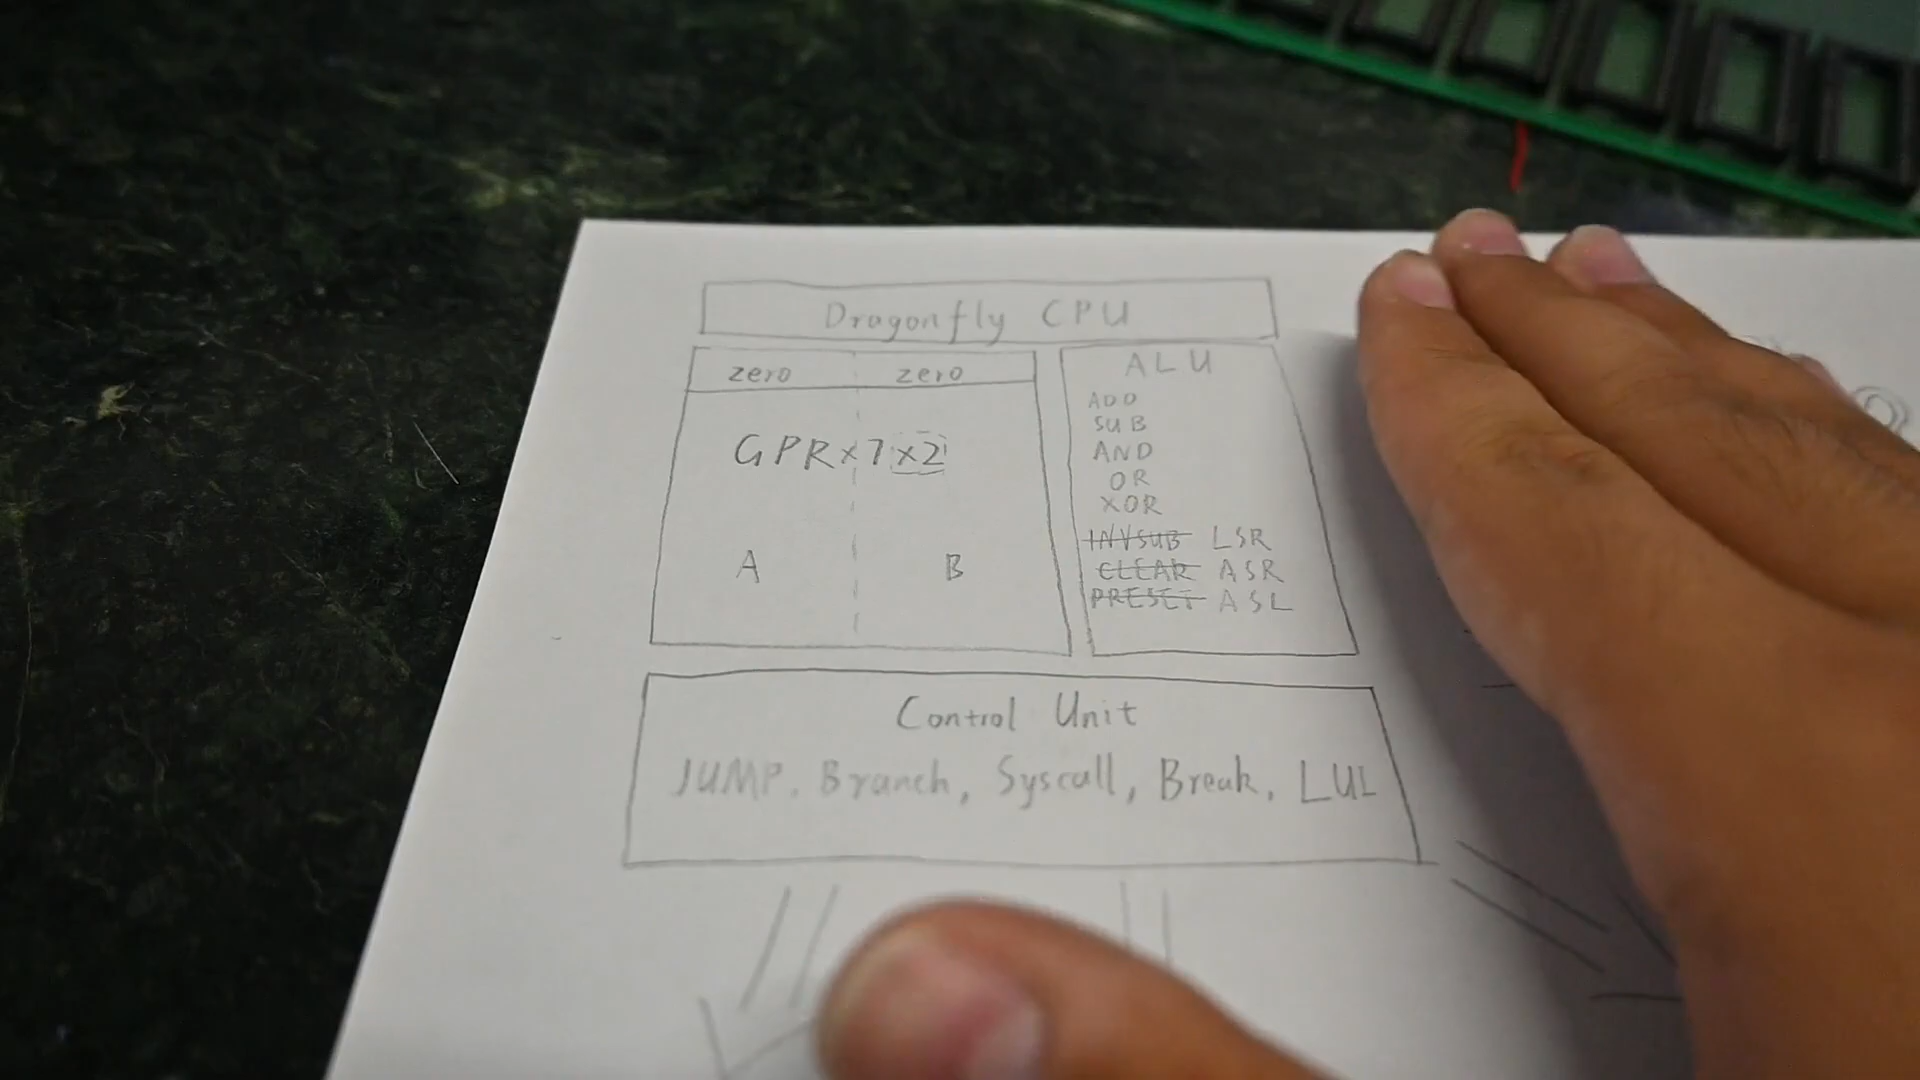 Dragonfly CPU
zero zero
GPR×7 ×2
A B
ALU
ADD
SUB
AND
OR
XOR
INVSUB LSR
CLEAR ASR
PRESET ASL
Control Unit
JUMP, Branch, Syscall, Break, LUI